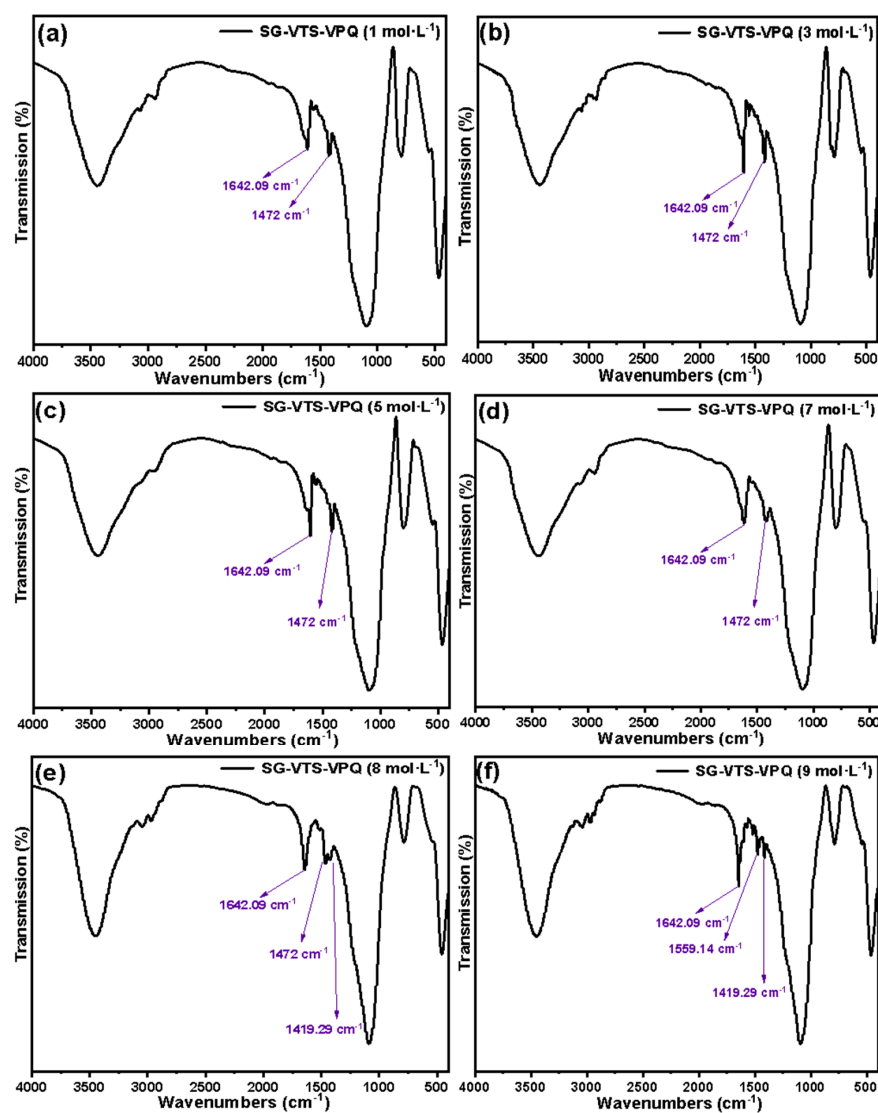 (a)
SG-VTS-VPQ (1 mol·L⁻¹)
Transmission (%)
1642.09 cm⁻¹
1472 cm⁻¹
4000 3500 3000 2500 2000 1500 1000 500
Wavenumbers (cm⁻¹)
(b)
SG-VTS-VPQ (3 mol·L⁻¹)
Transmission (%)
1642.09 cm⁻¹
1472 cm⁻¹
4000 3500 3000 2500 2000 1500 1000 500
Wavenumbers (cm⁻¹)
(c)
SG-VTS-VPQ (5 mol·L⁻¹)
Transmission (%)
1642.09 cm⁻¹
1472 cm⁻¹
4000 3500 3000 2500 2000 1500 1000 500
Wavenumbers (cm⁻¹)
(d)
SG-VTS-VPQ (7 mol·L⁻¹)
Transmission (%)
1642.09 cm⁻¹
1472 cm⁻¹
4000 3500 3000 2500 2000 1500 1000 500
Wavenumbers (cm⁻¹)
(e)
SG-VTS-VPQ (8 mol·L⁻¹)
Transmission (%)
1642.09 cm⁻¹
1472 cm⁻¹
1419.29 cm⁻¹
4000 3500 3000 2500 2000 1500 1000 500
Wavenumbers (cm⁻¹)
(f)
SG-VTS-VPQ (9 mol·L⁻¹)
Transmission (%)
1642.09 cm⁻¹
1559.14 cm⁻¹
1419.29 cm⁻¹
4000 3500 3000 2500 2000 1500 1000 500
Wavenumbers (cm⁻¹)